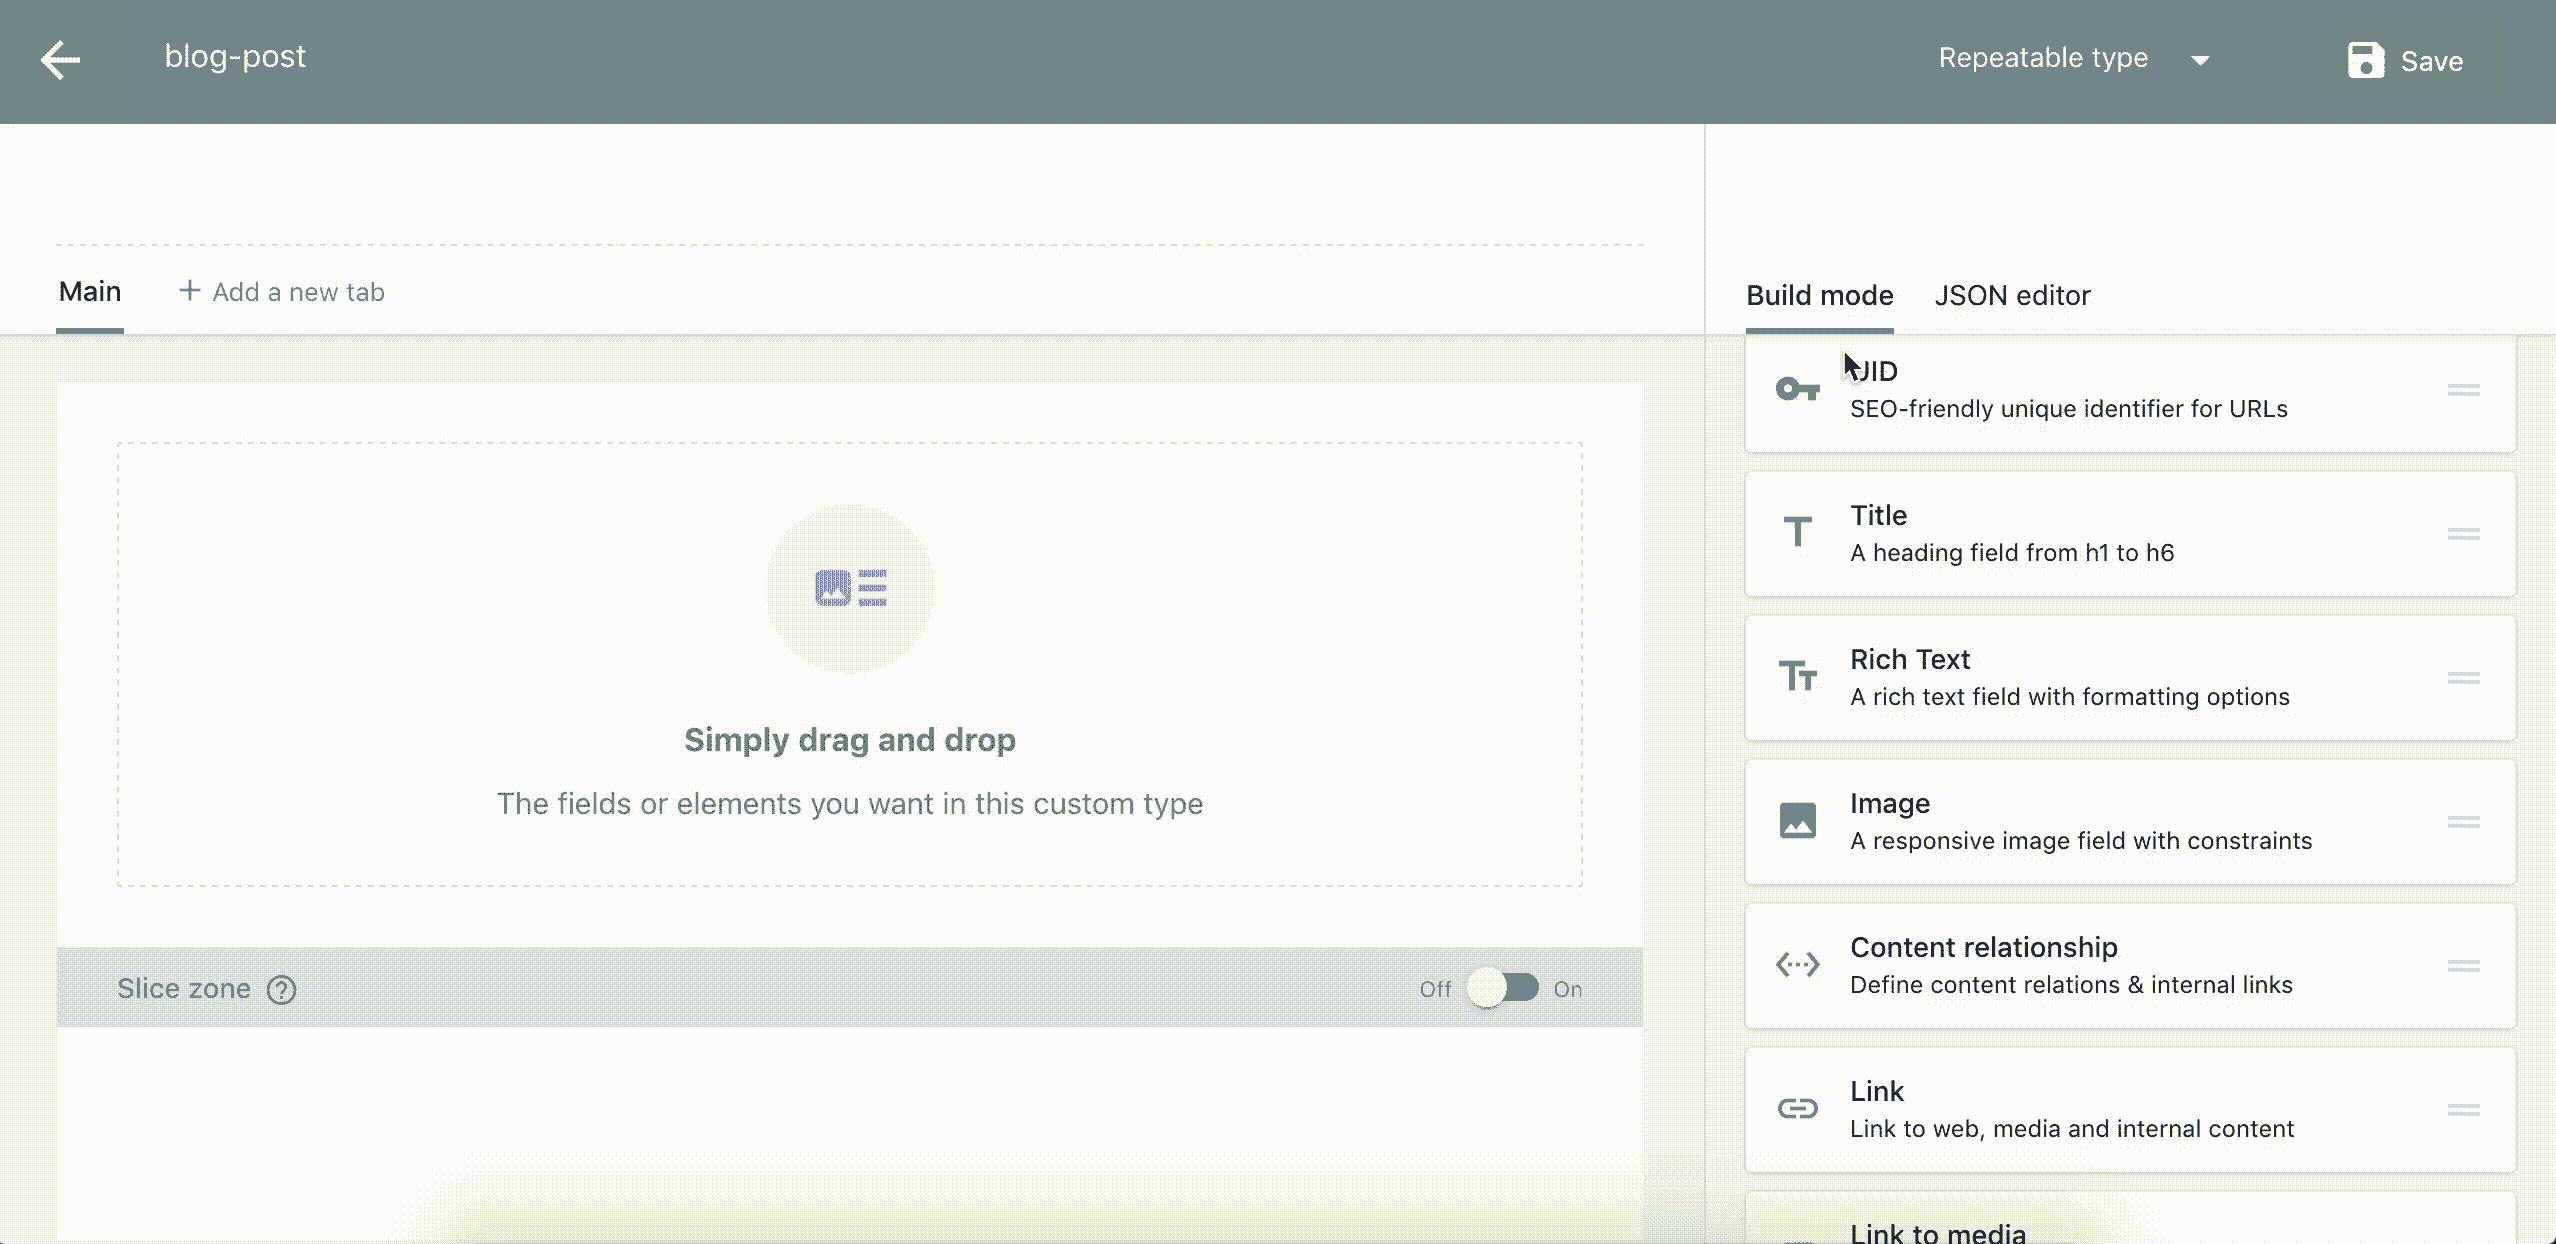 blog-post
Repeatable type
Save
Main
+ Add a new tab
Build mode
JSON editor
Simply drag and drop
The fields or elements you want in this custom type
Slice zone ?
Off
On
UID
SEO-friendly unique identifier for URLs
Title
A heading field from h1 to h6
Rich Text
A rich text field with formatting options
Image
A responsive image field with constraints
Content relationship
Define content relations & internal links
Link
Link to web, media and internal content
Link to media